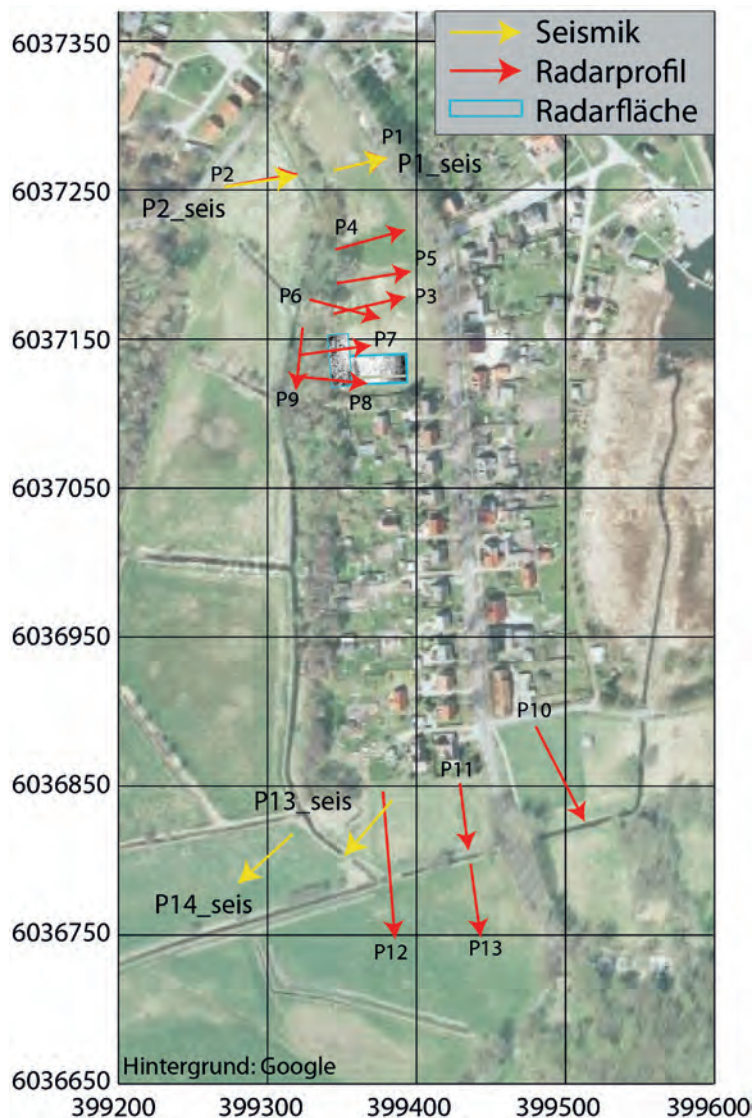 6037350
Seismik
Radarprofil
Radarfläche
P1
P1_seis
P2
6037250
P2_seis
P4
P5
P6
P3
6037150
P7
P9
P8
6037050
6036950
P10
P11
6036850
P13_seis
P14_seis
6036750
P12
P13
Hintergrund: Google
6036650
399200
399300
399400
399500
399600